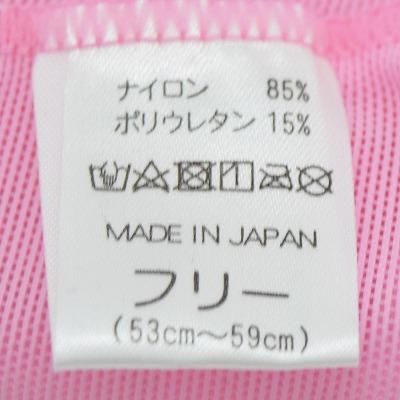 ナイロン 85%
ポリウレタン 15%
MADE IN JAPAN
フリー
(53cm～59cm)